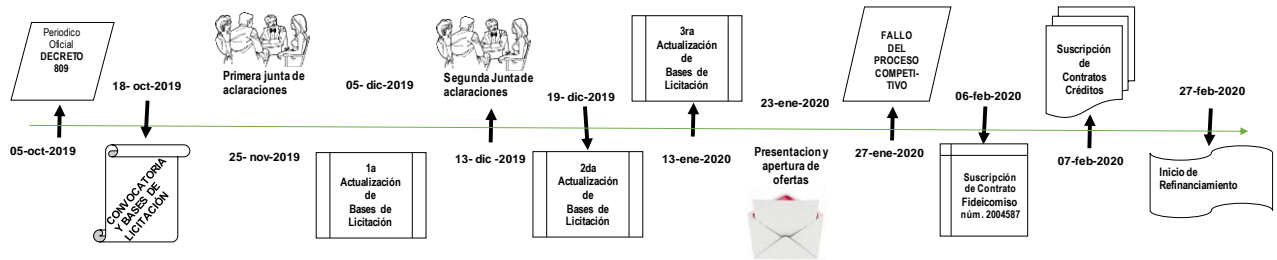 Periodico
Oficial
DECRETO
809
05-oct-2019
18- oct-2019
CONVOCATORIA
Y BASES DE
LICITACIÓN
Primera junta de
aclaraciones
25- nov-2019
05- dic-2019
1a
Actualización
de
Bases de
Licitación
Segunda Junta de
aclaraciones
13- dic -2019
19- dic-2019
2da
Actualización
de
Bases de
Licitación
3ra
Actualización
de
Bases de
Licitación
13-ene-2020
23-ene-2020
Presentacion y
apertura de
ofertas
FALLO
DEL
PROCESO
COMPETI-
TIVO
27-ene-2020
06-feb-2020
Suscripción
de Contrato
Fideicomiso
núm. 2004587
Suscripción
de
Contratos
Créditos
07-feb-2020
27-feb-2020
Inicio de
Refinanciamiento